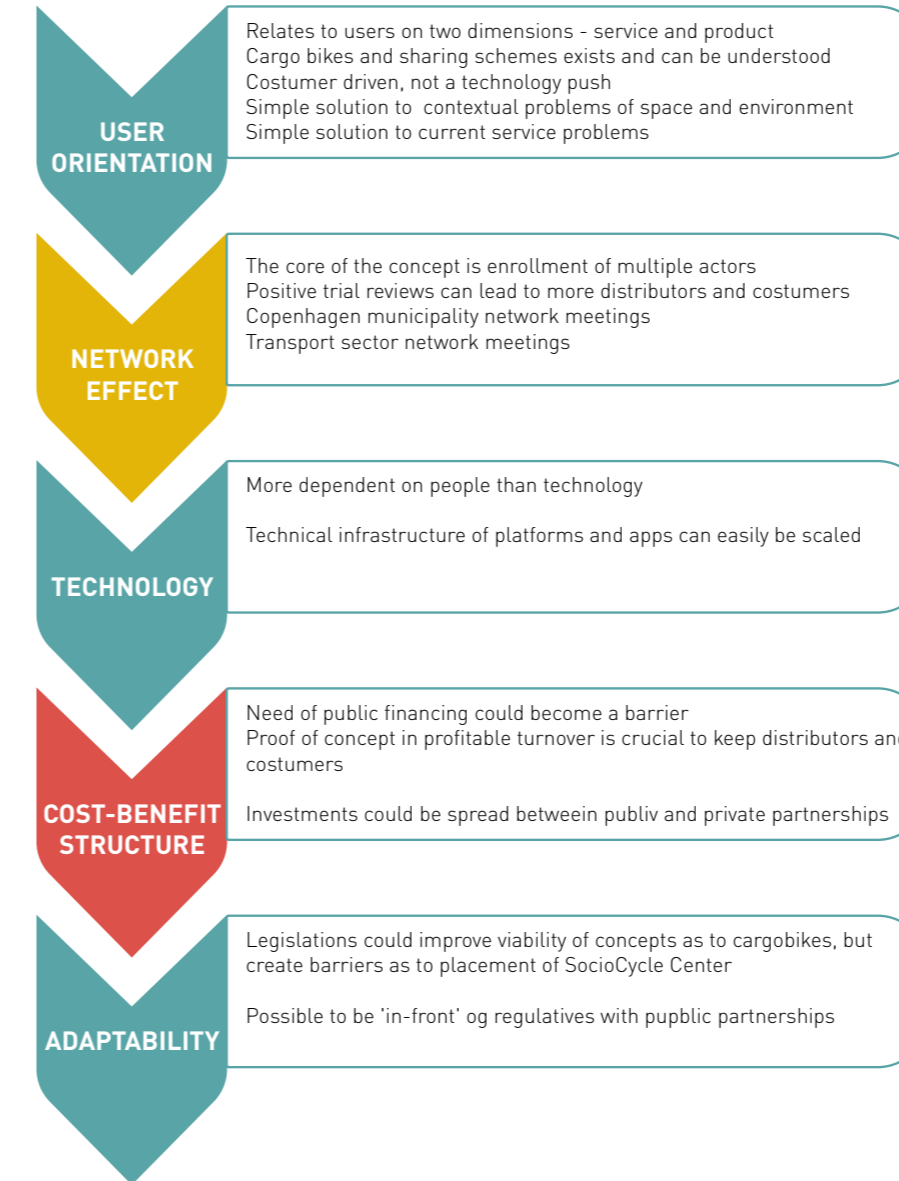 USER
ORIENTATION
Relates to users on two dimensions - service and product
Cargo bikes and sharing schemes exists and can be understood
Costumer driven, not a technology push
Simple solution to contextual problems of space and environment
Simple solution to current service problems
NETWORK
EFFECT
The core of the concept is enrollment of multiple actors
Positive trial reviews can lead to more distributors and costumers
Copenhagen municipality network meetings
Transport sector network meetings
TECHNOLOGY
More dependent on people than technology
Technical infrastructure of platforms and apps can easily be scaled
COST-BENEFIT
STRUCTURE
Need of public financing could become a barrier
Proof of concept in profitable turnover is crucial to keep distributors and
costumers
Investments could be spread betweein publiv and private partnerships
ADAPTABILITY
Legislations could improve viability of concepts as to cargobikes, but
create barriers as to placement of SocioCycle Center
Possible to be 'in-front' og regulatives with pupblic partnerships